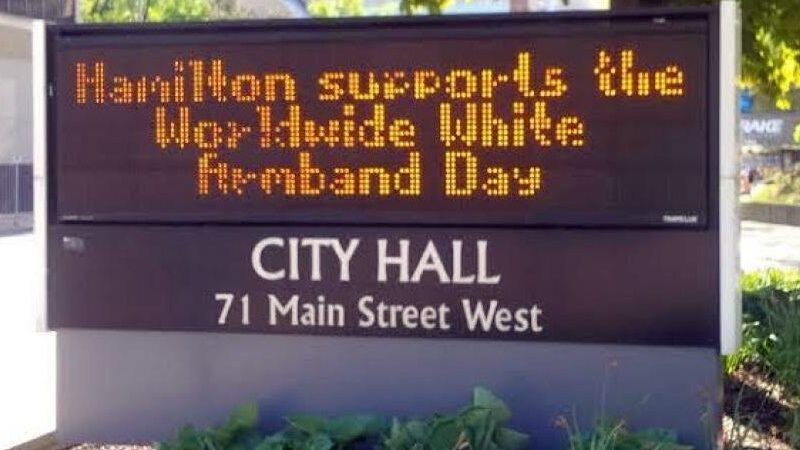 Hamilton supports the
Worldwide White
Armband Day
CITY HALL
71 Main Street West